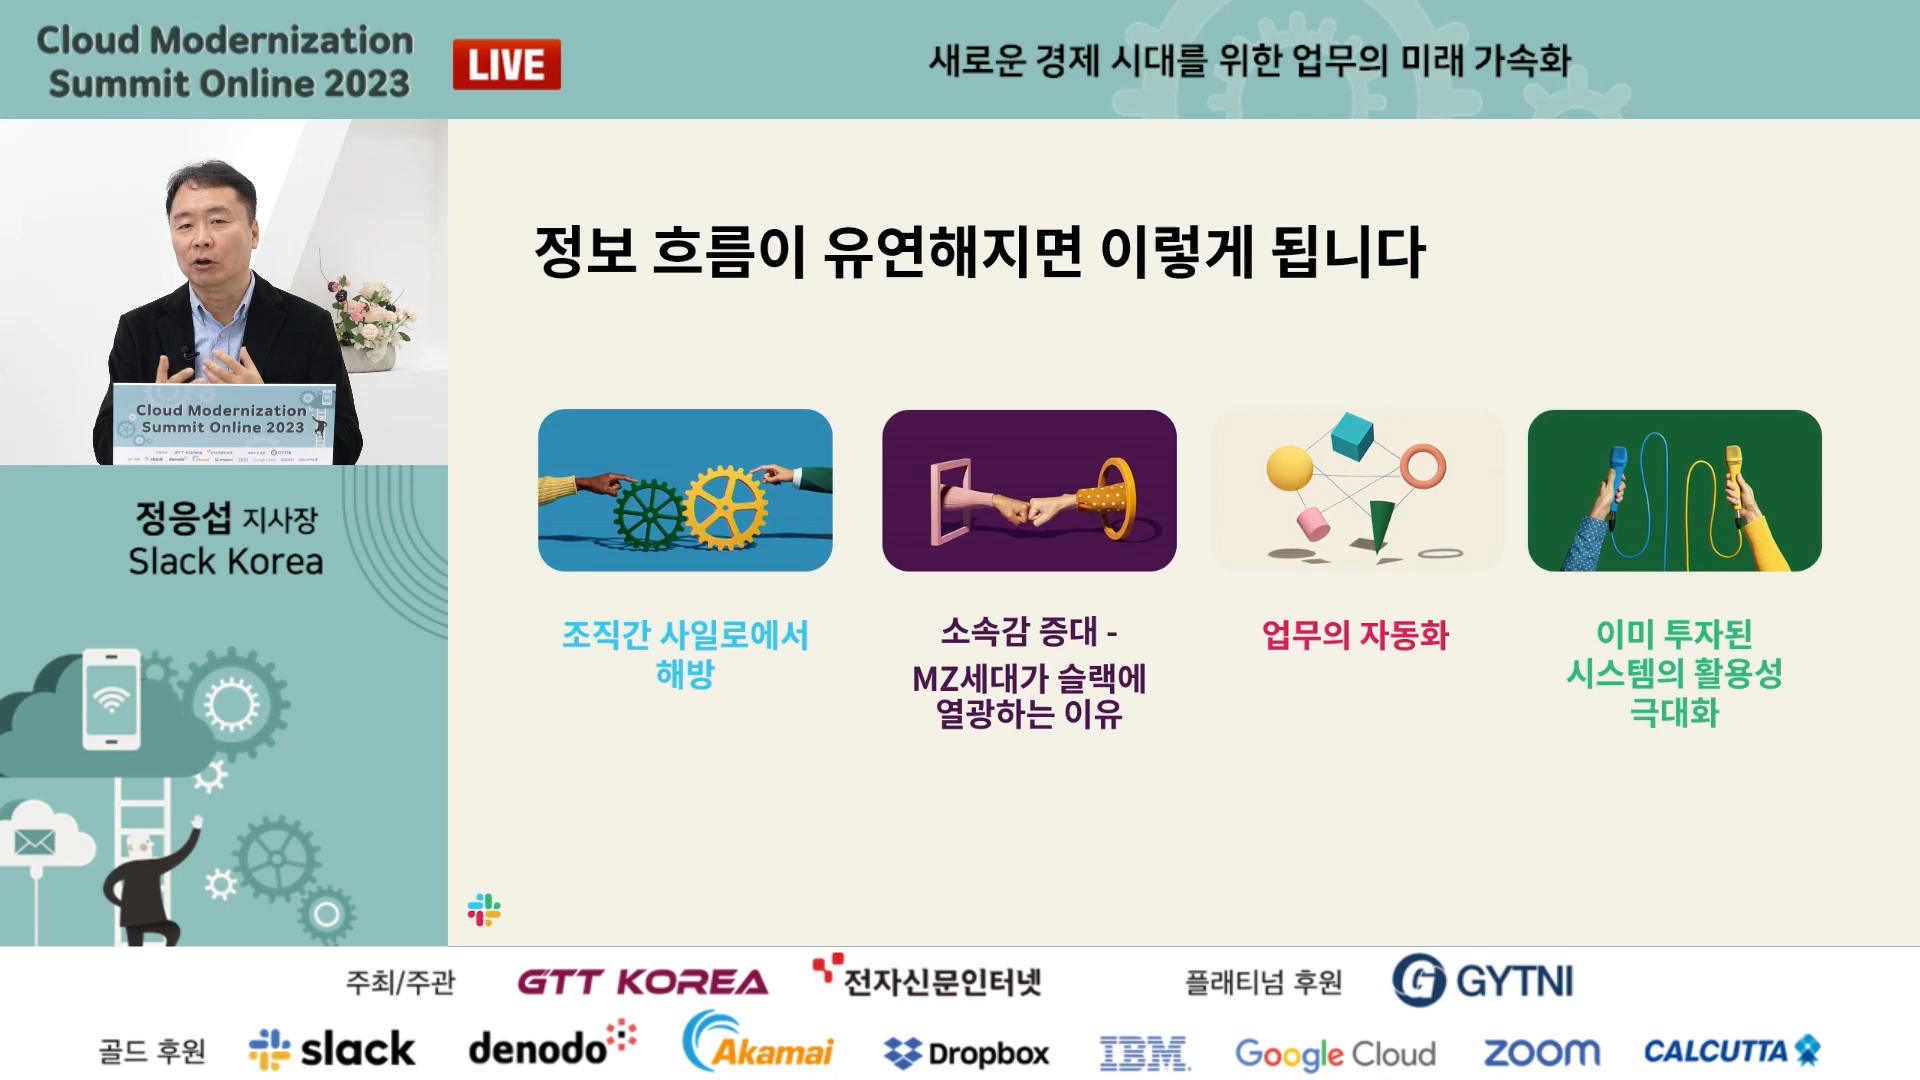 Cloud Modernization
Summit Online 2023
LIVE
새로운 경제 시대를 위한 업무의 미래 가속화
Cloud Modernization
Summit Online 2023
정응섭 지사장
Slack Korea
정보 흐름이 유연해지면 이렇게 됩니다
조직간 사일로에서
해방
소속감 증대 -
MZ세대가 슬랙에
열광하는 이유
업무의 자동화
이미 투자된
시스템의 활용성
극대화
주최/주관
GTT KOREA
전자신문인터넷
플래티넘 후원
GYTNI
골드 후원
slack
denodo
Akamai
Dropbox
IBM
Google Cloud
zoom
CALCUTTA